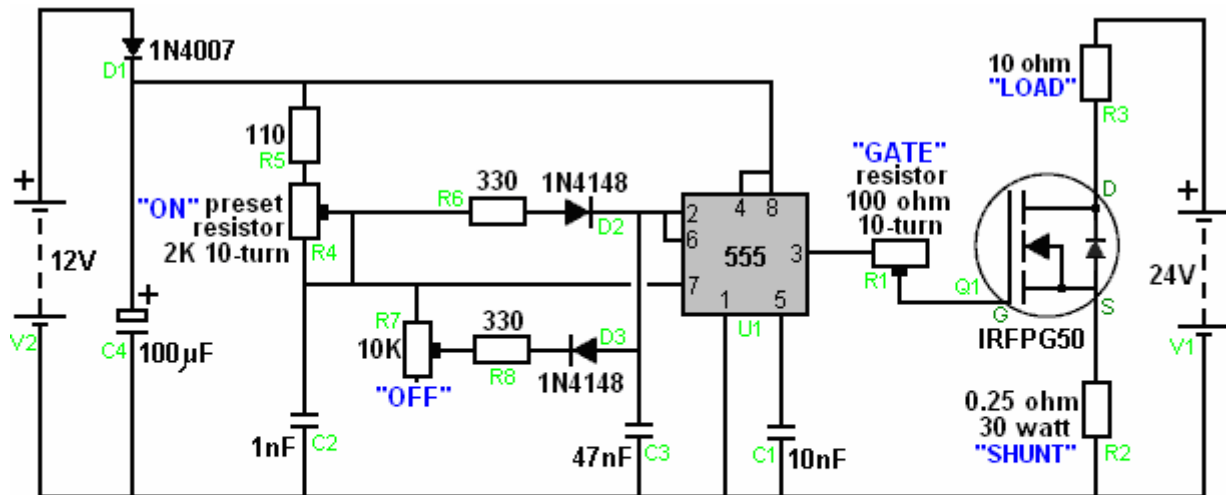 1N4007
D1
+
12V
V2
+
C4
100µF
110
R5
"ON" preset
resistor
2K 10-turn
R4
R6
330
1N4148
D2
R7
10K
"OFF"
330
R8
D3
1N4148
1nF
C2
47nF
C3
2
6
7
4
8
555
3
1
5
U1
C1
10nF
"GATE"
resistor
100 ohm
10-turn
R1
10 ohm
"LOAD"
R3
D
Q1
G
S
IRFPG50
+
24V
V1
0.25 ohm
30 watt
"SHUNT"
R2